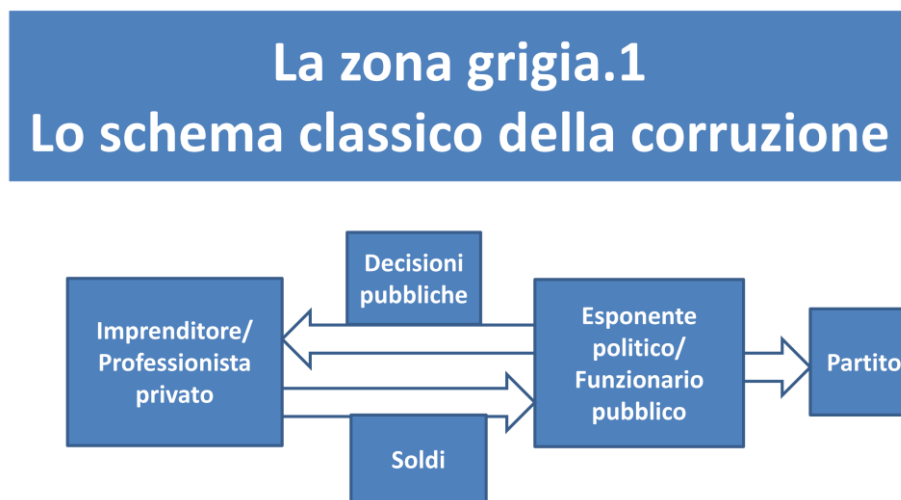 La zona grigia.1
Lo schema classico della corruzione
Decisioni
pubbliche
Imprenditore/
Professionista
privato
Esponente
politico/
Funzionario
pubblico
Partito
Soldi